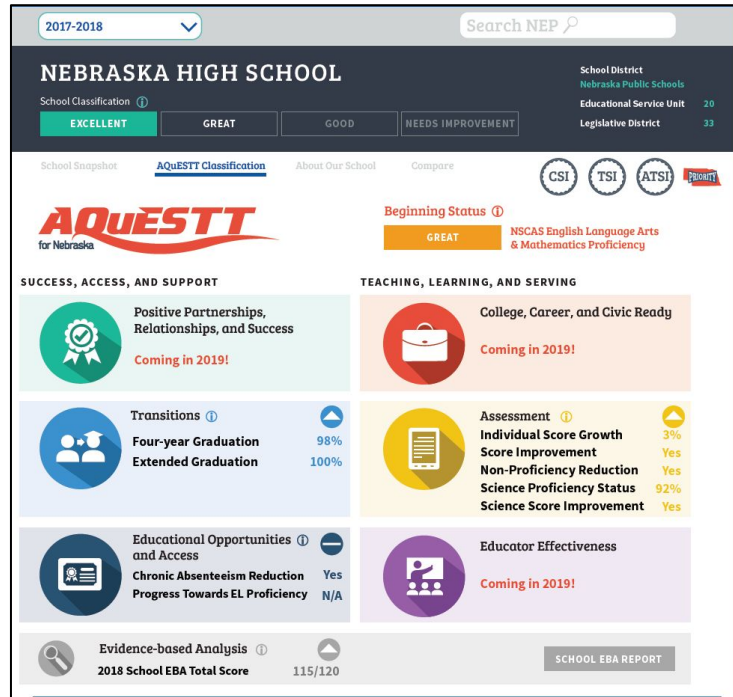 2017-2018
Search NEP
NEBRASKA HIGH SCHOOL
School Classification
EXCELLENT
GREAT
GOOD
NEEDS IMPROVEMENT
School District
Nebraska Public Schools
Educational Service Unit 20
Legislative District 33
School Snapshot
AQuESTT Classification
About Our School
Compare
CSI
TSI
ATSI
PRIORITY
AQuESTT
for Nebraska
Beginning Status
GREAT
NSCAS English Language Arts
& Mathematics Proficiency
SUCCESS, ACCESS, AND SUPPORT
Positive Partnerships,
Relationships, and Success
Coming in 2019!
Transitions
Four-year Graduation 98%
Extended Graduation 100%
Educational Opportunities
and Access
Chronic Absenteeism Reduction Yes
Progress Towards EL Proficiency N/A
TEACHING, LEARNING, AND SERVING
College, Career, and Civic Ready
Coming in 2019!
Assessment
Individual Score Growth 3%
Score Improvement Yes
Non-Proficiency Reduction Yes
Science Proficiency Status 92%
Science Score Improvement Yes
Educator Effectiveness
Coming in 2019!
Evidence-based Analysis
2018 School EBA Total Score 115/120
SCHOOL EBA REPORT